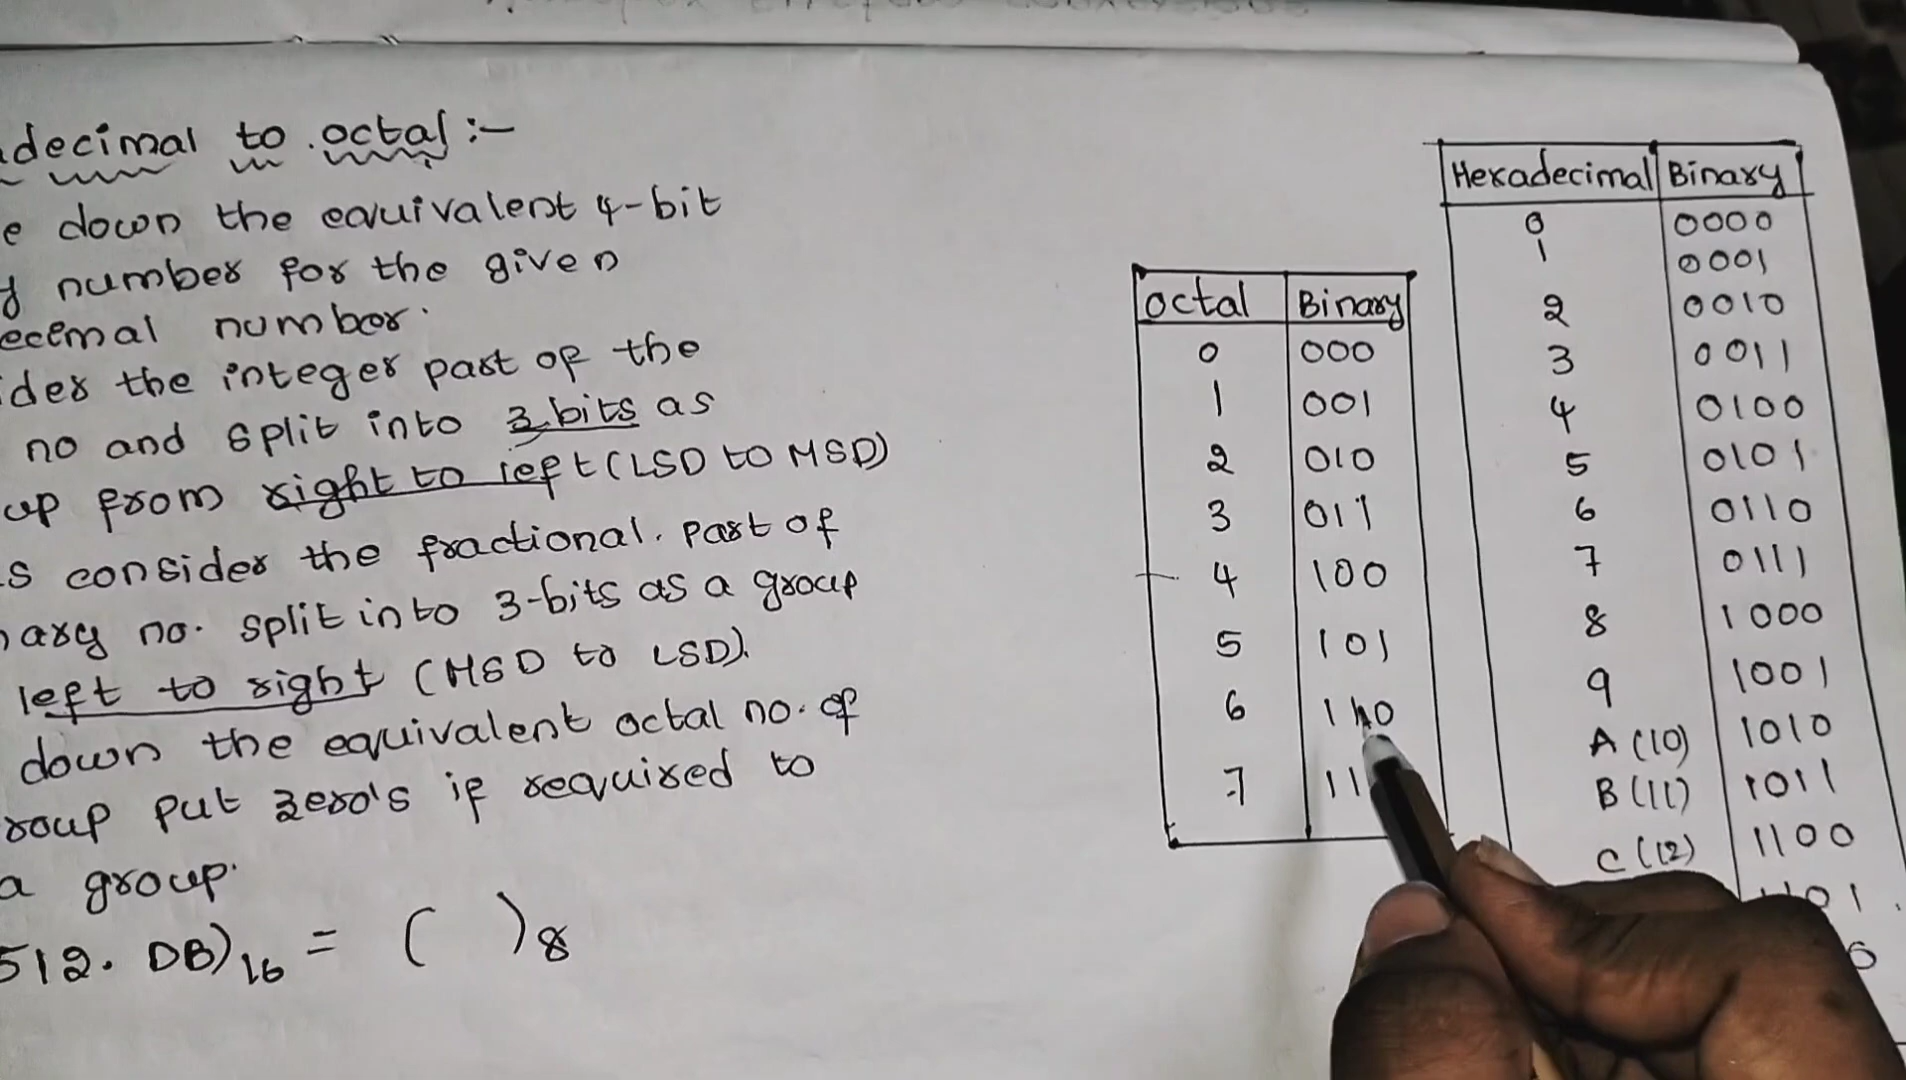 decimal to octal :-
e down the equivalent 4-bit
number for the given
ecimal number.
ider the integer part of the
no and split into 3 bits as
up from right to left (LSD to MSD)
s consider the fractional. part of
nary no. split into 3-bits as a group
left to right (MSD to LSD).
down the equivalent octal no. of
roup put zero's if required to
a group.
512. DB)16 = ( )8
Octal Binary
0 000
1 001
2 010
3 011
4 100
5 101
6 110
7 11
Hexadecimal Binary
0 0000
1 0001
2 0010
3 0011
4 0100
5 0101
6 0110
7 0111
8 1000
9 1001
A (10) 1010
B (11) 1011
C (12) 1100
1101